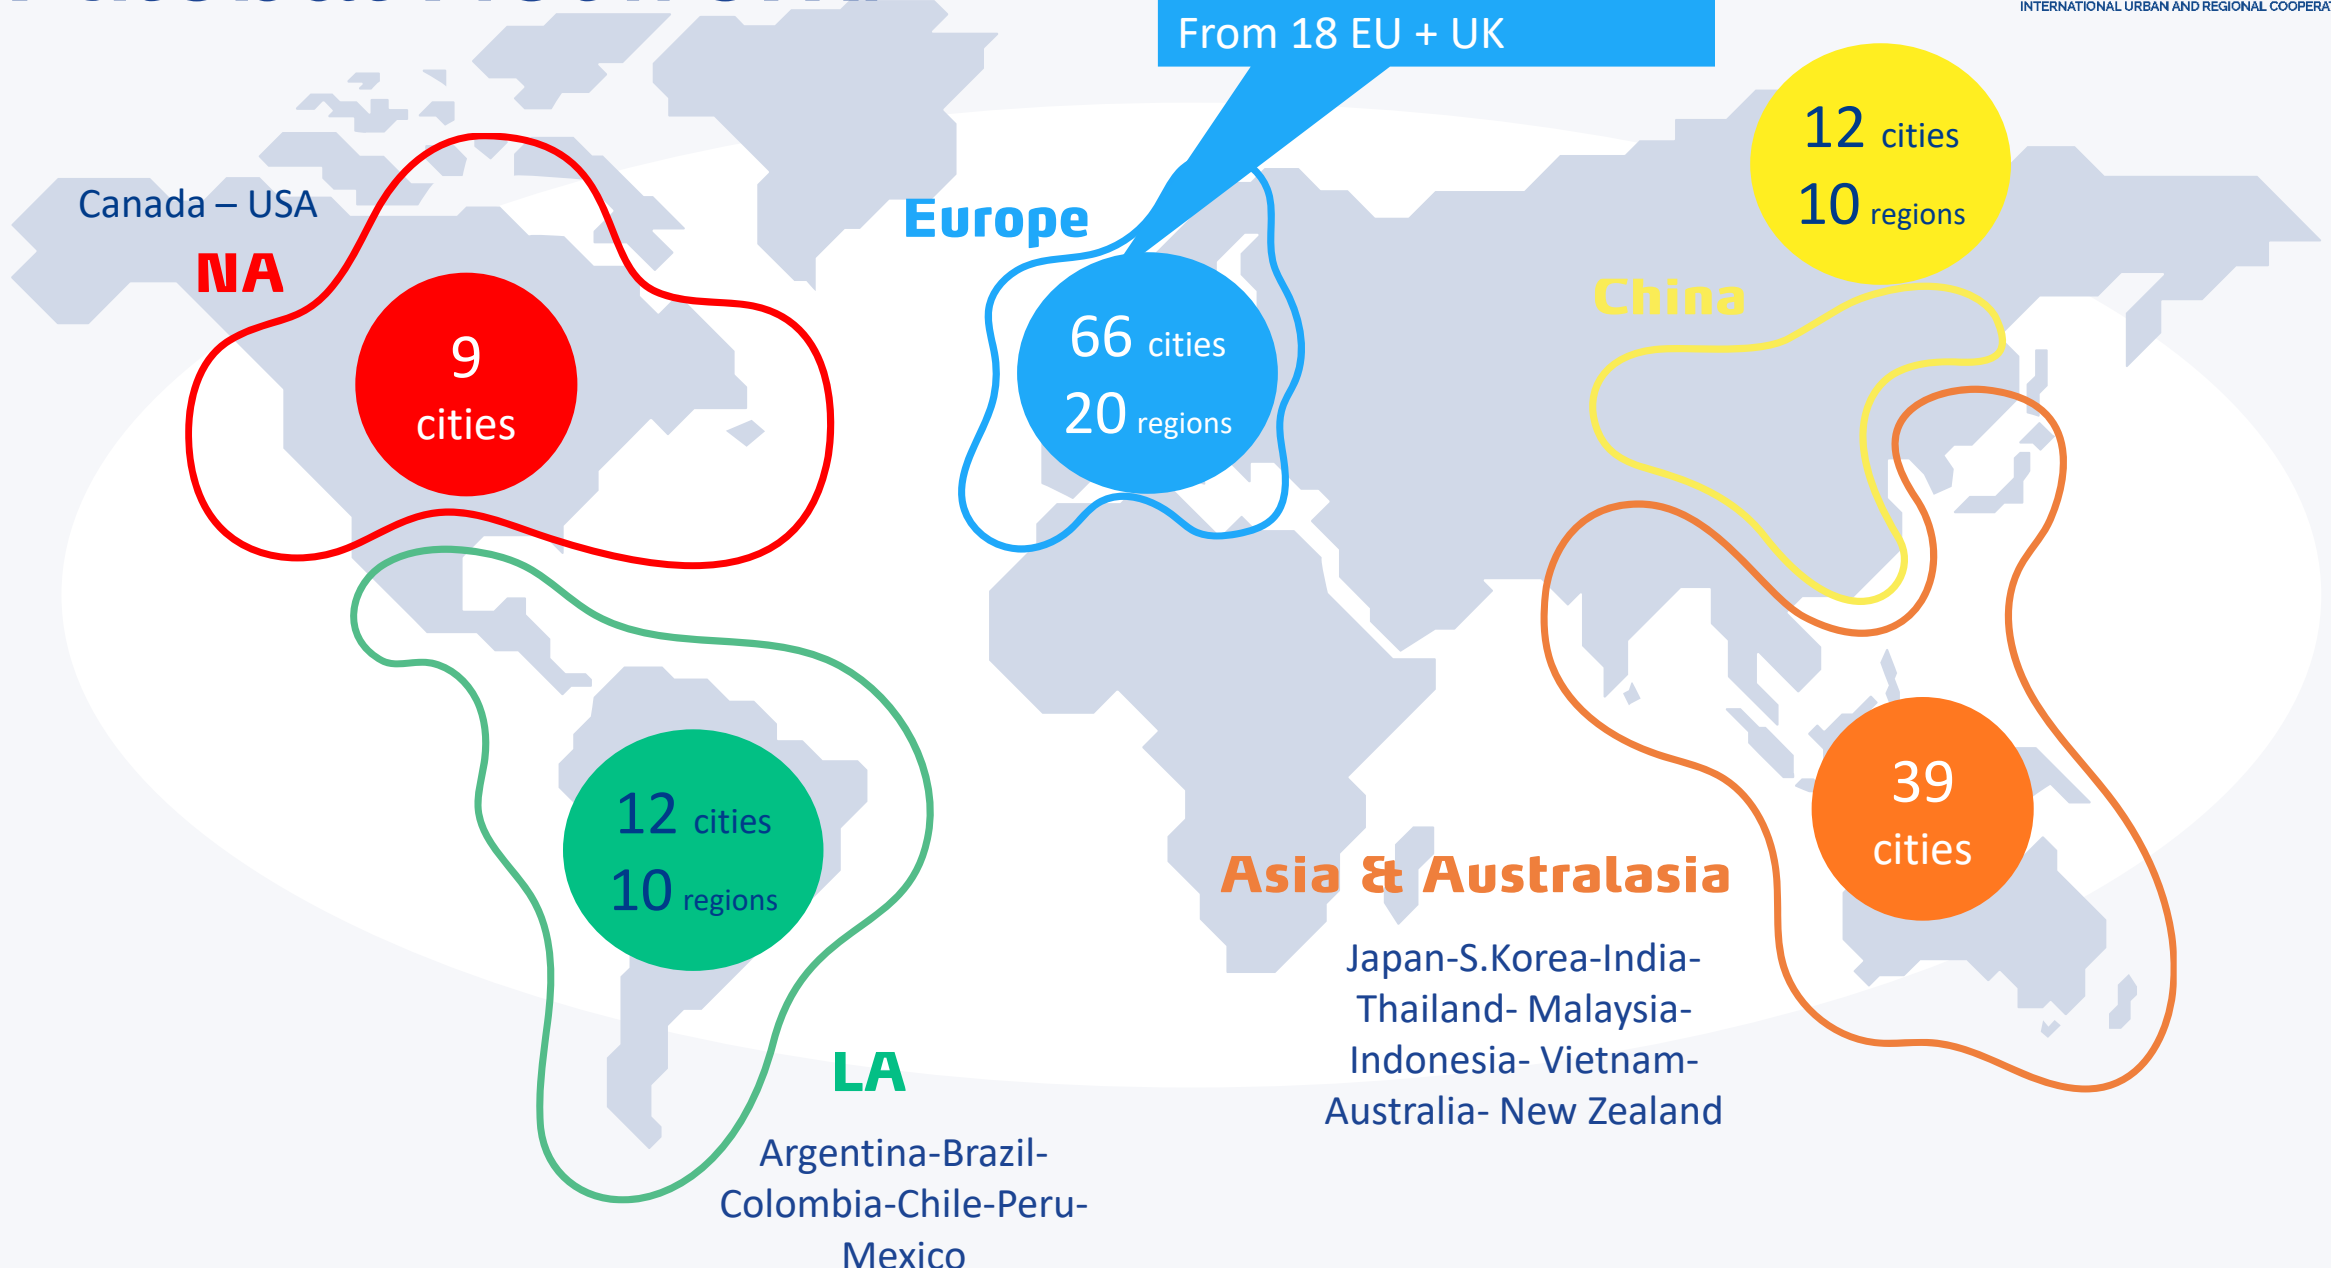 INTERNATIONAL URBAN AND REGIONAL
From 18 EU + UK
12 cities
10 regions
Canada – USA
NA
Europe
China
9
cities
66 cities
20 regions
12 cities
10 regions
39
cities
Asia & Australasia
Japan-S.Korea-India-
Thailand- Malaysia-
Indonesia- Vietnam-
Australia- New Zealand
LA
Argentina-Brazil-
Colombia-Chile-Peru-
Mexico